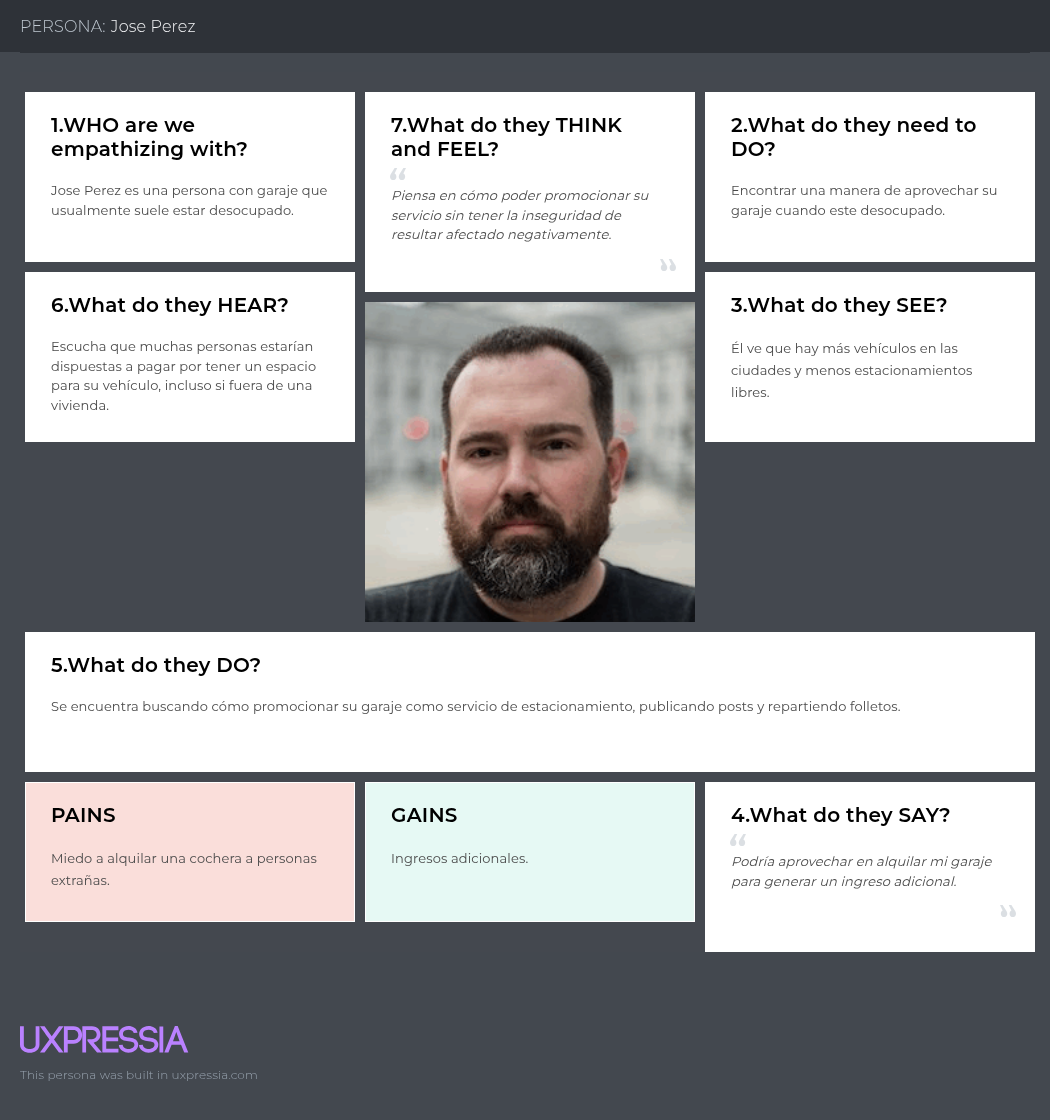 PERSONA: Jose Perez
1.WHO are we
empathizing with?
Jose Perez es una persona con garaje que
usualmente suele estar desocupado.
7.What do they THINK
and FEEL?
“
Piensa en cómo poder promocionar su
servicio sin tener la inseguridad de
resultar afectado negativamente.
”
2.What do they need to
DO?
Encontrar una manera de aprovechar su
garaje cuando este desocupado.
6.What do they HEAR?
Escucha que muchas personas estarían
dispuestas a pagar por tener un espacio
para su vehículo, incluso si fuera de una
vivienda.
3.What do they SEE?
Él ve que hay más vehículos en las
ciudades y menos estacionamientos
libres.
5.What do they DO?
Se encuentra buscando cómo promocionar su garaje como servicio de estacionamiento, publicando posts y repartiendo folletos.
PAINS
Miedo a alquilar una cochera a personas
extrañas.
GAINS
Ingresos adicionales.
4.What do they SAY?
“
Podría aprovechar en alquilar mi garaje
para generar un ingreso adicional.
”
UXPRESSIA
This persona was built in uxpressia.com